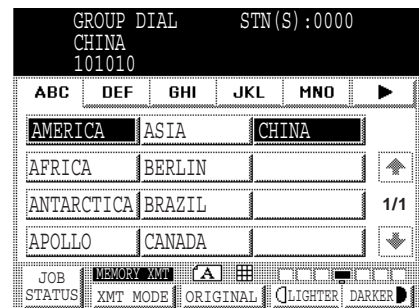 GROUP DIAL STN(S):0000
CHINA
101010
ABC DEF GHI JKL MNO
AMERICA ASIA CHINA
AFRICA BERLIN
ANTARCTICA BRAZIL 1/1
APOLLO CANADA
JOB STATUS
MEMORY XMT A
XMT MODE ORIGINAL LIGHTER DARKER